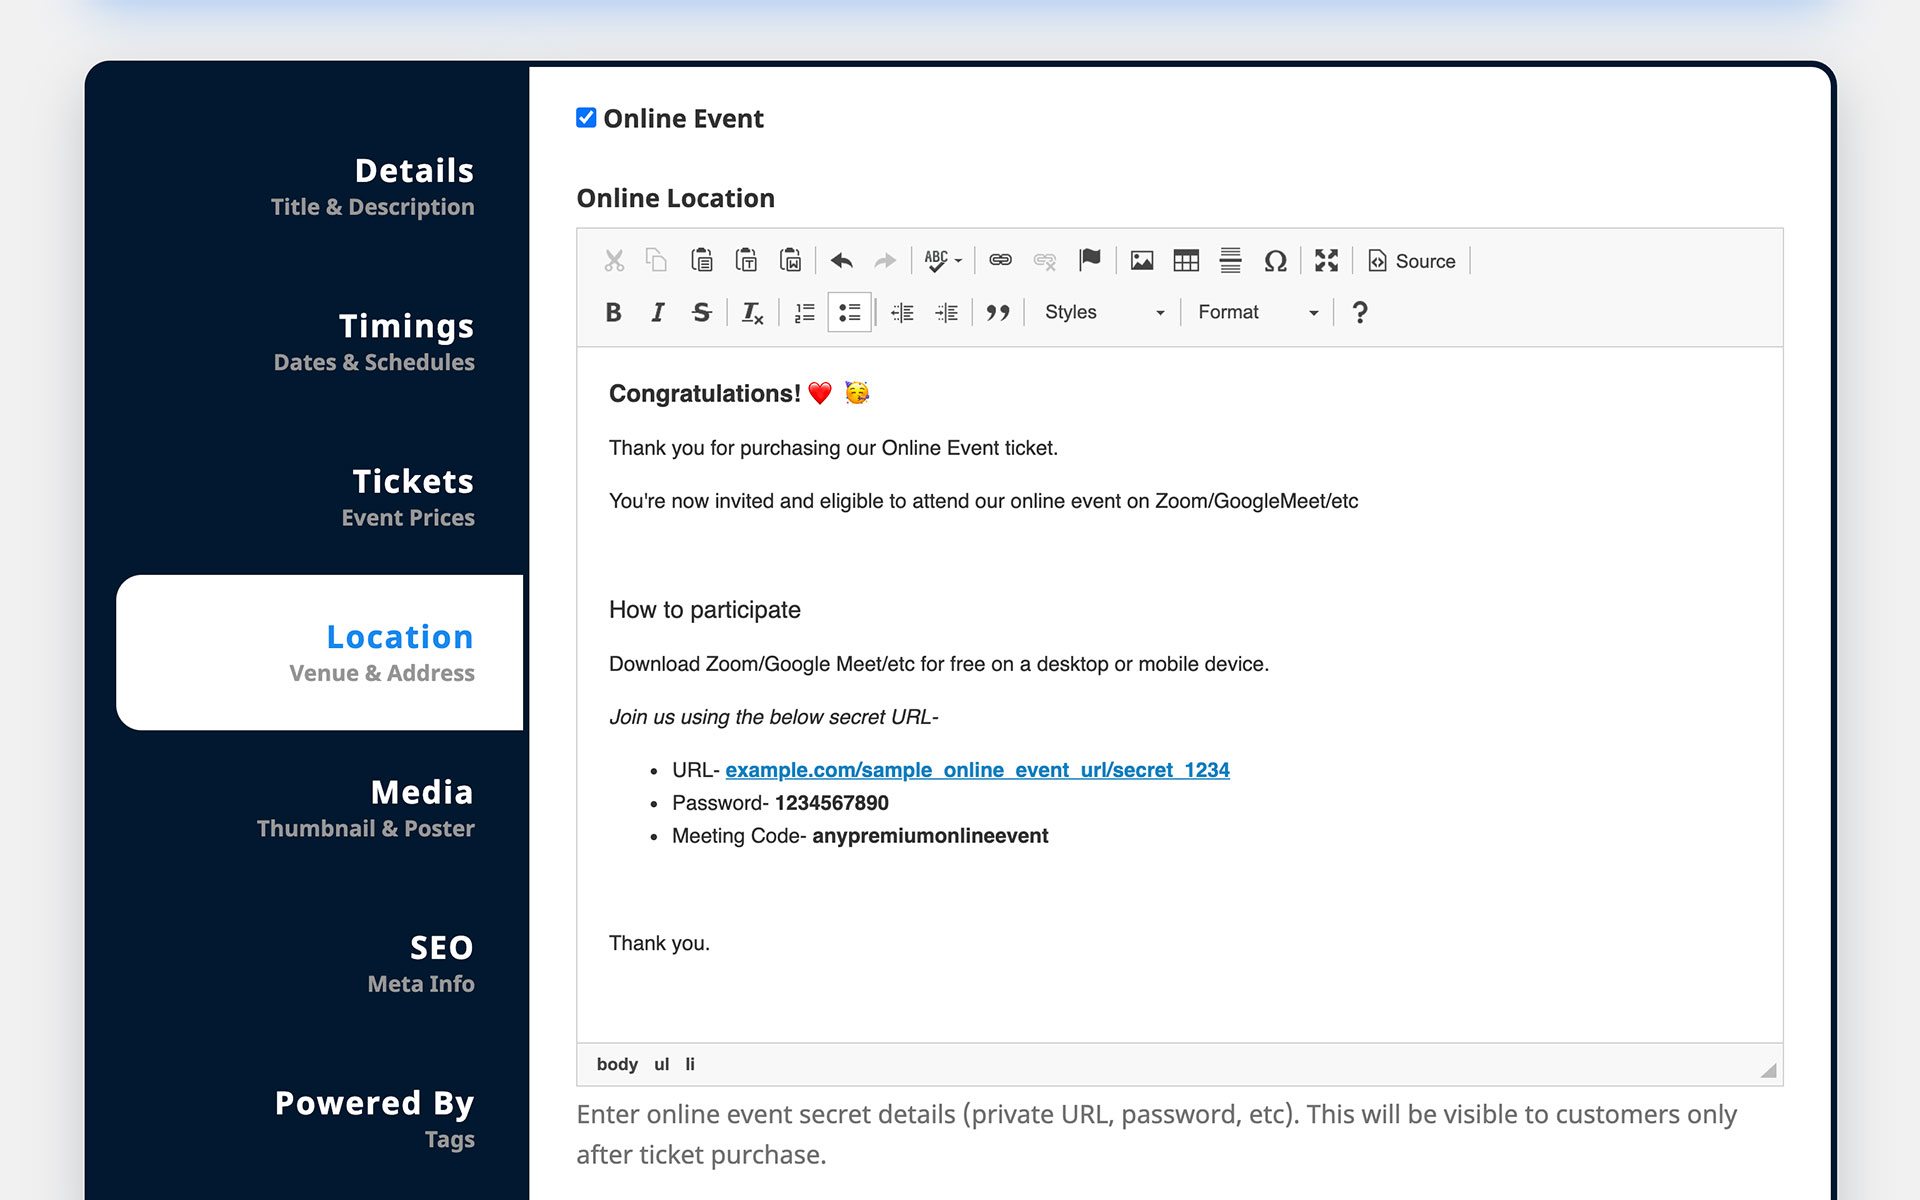 Details
Title & Description
Timings
Dates & Schedules
Tickets
Event Prices
Location
Venue & Address
Media
Thumbnail & Poster
SEO
Meta Info
Powered By
Tags
Online Event
Online Location
ABC
Source
B I S Tx
Styles
Format
?
Congratulations! ❤️ 🥳
Thank you for purchasing our Online Event ticket.
You're now invited and eligible to attend our online event on Zoom/GoogleMeet/etc
How to participate
Download Zoom/Google Meet/etc for free on a desktop or mobile device.
Join us using the below secret URL-
• URL- example.com/sample_online_event_url/secret_1234
• Password- 1234567890
• Meeting Code- anypremiumonlineevent
Thank you.
body ul li
Enter online event secret details (private URL, password, etc). This will be visible to customers only
after ticket purchase.